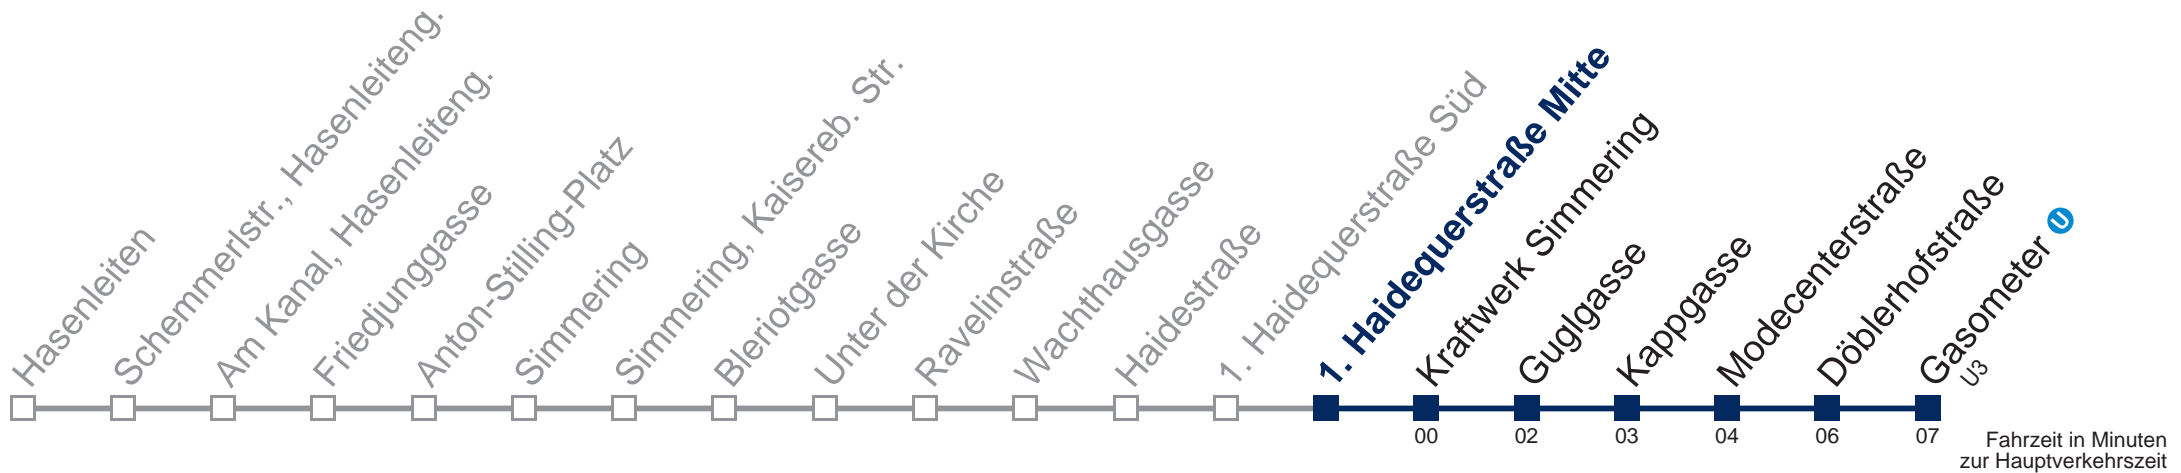 Hasenleiten
Schemmerlstr., Hasenleiteng.
Am Kanal, Hasenleiteng.
Friedjunggasse
Anton-Stilling-Platz
Simmering
Simmering, Kaisereb. Str.
Bleriotgasse
Unter der Kirche
Ravelinstraße
Wachthausgasse
Haidestraße
1. Haidequerstraße Süd
1. Haidequerstraße Mitte
Kraftwerk Simmering
Guglgasse
Kappgasse
Modecenterstraße
Döblerhofstraße
Gasometer U
U3
00 02 03 04 06 07
Fahrzeit in Minuten
zur Hauptverkehrszeit